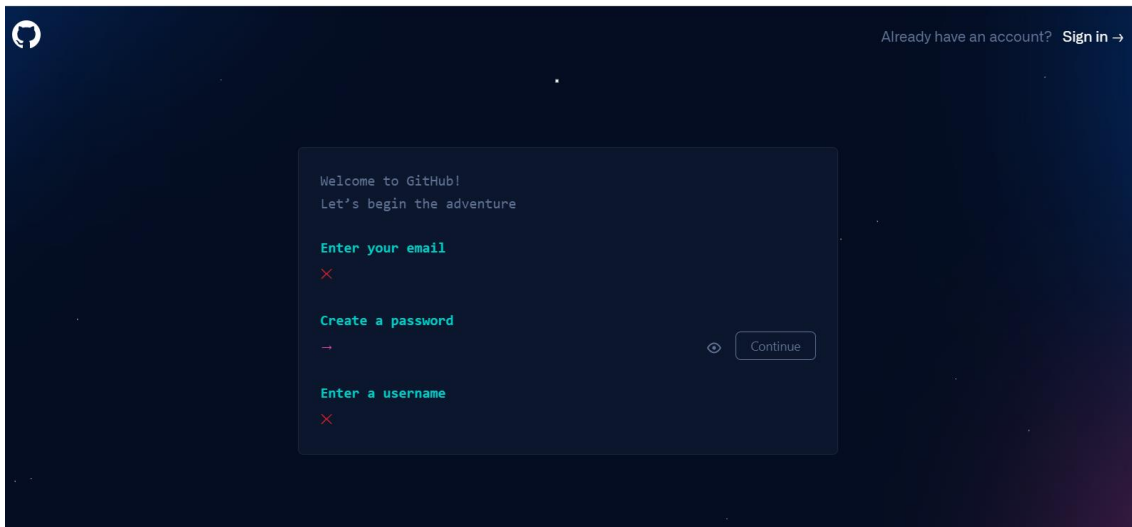 Already have an account? Sign in →
Welcome to GitHub!
Let’s begin the adventure
Enter your email
Create a password
→ Continue
Enter a username